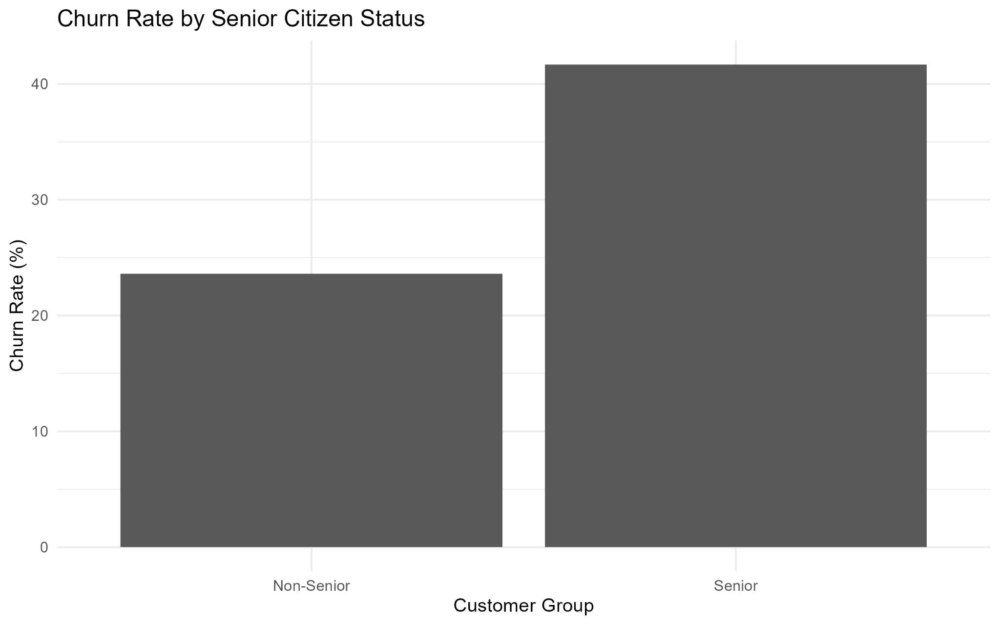 Churn Rate by Senior Citizen Status
Churn Rate (%)
40
30
20
10
0
Non-Senior
Senior
Customer Group